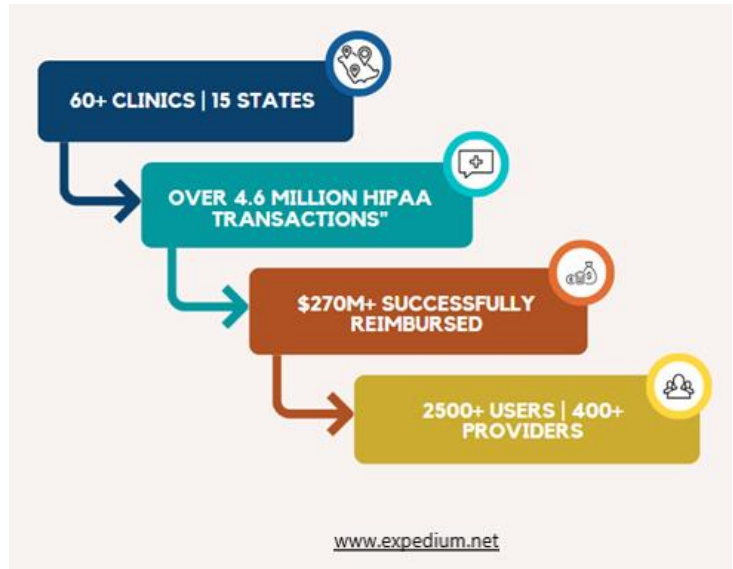 60+ CLINICS | 15 STATES
OVER 4.6 MILLION HIPAA
TRANSACTIONS"
$270M+ SUCCESSFULLY
REIMBURSED
2500+ USERS | 400+
PROVIDERS
www.expedium.net